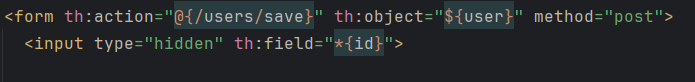 <form th:action="@{/users/save}" th:object="${user}" method="post">
<input type="hidden" th:field="*{id}">